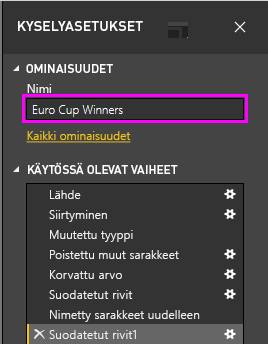 KYSELYASETUKSET
OMINAISUUDET
Nimi
Euro Cup Winners
Kaikki ominaisuudet
KÄYTÖSSÄ OLEVAT VAIHEET
Lähde
Siirtyminen
Muutettu tyyppi
Poistettu muut sarakkeet
Korvattu arvo
Suodatetut rivit
Nimetty sarakkeet uudelleen
Suodatetut rivit1